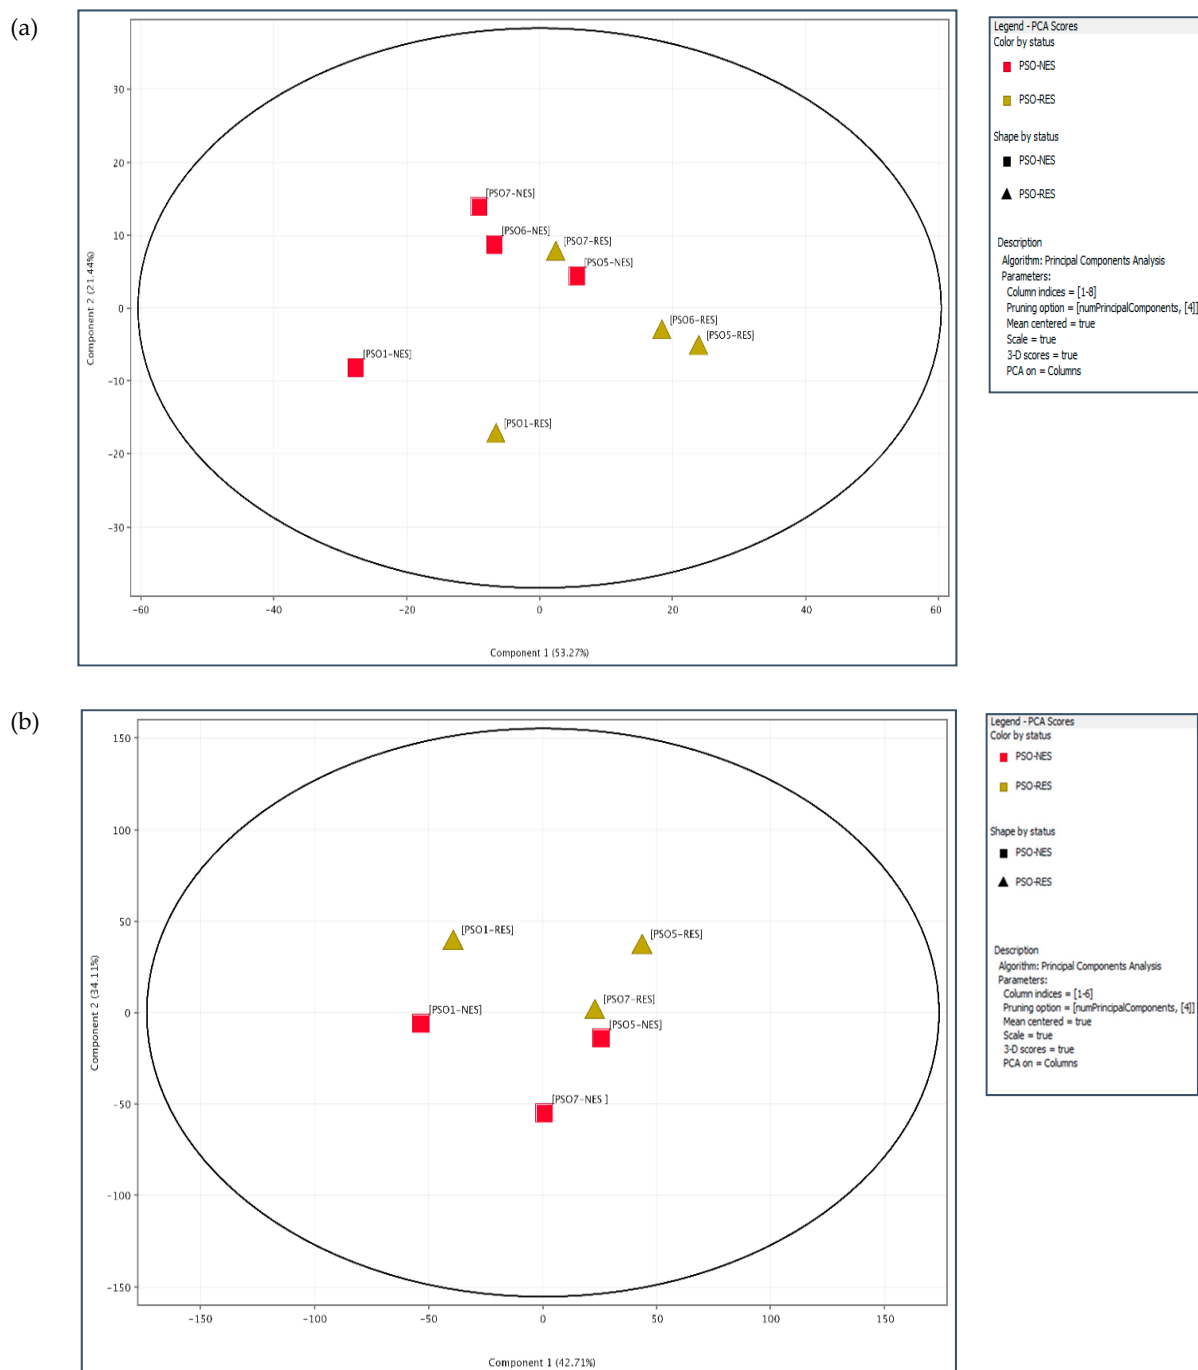 (a)
30
20
10
0
−10
−20
−30
Component 2 (21.44%)
[PSO7−NES]
[PSO6−NES]
[PSO7−RES]
[PSO5−NES]
[PSO6−RES]
[PSO5−RES]
[PSO1−NES]
[PSO1−RES]
−60 −40 −20 0 20 40 60
Component 1 (53.27%)
Legend - PCA Scores
Color by status
PSO-NES
PSO-RES
Shape by status
PSO-NES
PSO-RES
Description
Algorithm: Principal Components Analysis
Parameters:
Column indices = [1-8]
Pruning option = [numPrincipalComponents, [4]]
Mean centered = true
Scale = true
3-D scores = true
PCA on = Columns
(b)
150
100
50
0
−50
−100
−150
Component 2 (34.11%)
[PSO1−RES]
[PSO5−RES]
[PSO7−RES]
[PSO1−NES]
[PSO5−NES]
[PSO7−NES ]
−150 −100 −50 0 50 100 150
Component 1 (42.71%)
Legend - PCA Scores
Color by status
PSO-NES
PSO-RES
Shape by status
PSO-NES
PSO-RES
Description
Algorithm: Principal Components Analysis
Parameters:
Column indices = [1-6]
Pruning option = [numPrincipalComponents, [4]]
Mean centered = true
Scale = true
3-D scores = true
PCA on = Columns